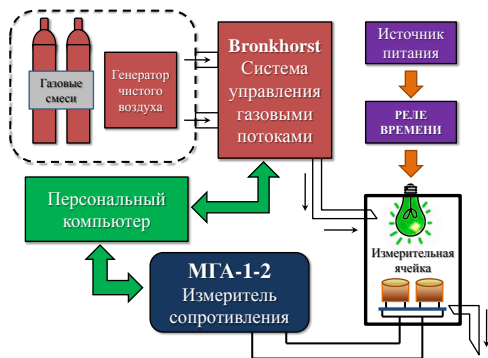 Газовые
смеси
Генератор
чистого
воздуха
Bronkhorst
Система
управления
газовыми
потоками
Источник
питания
РЕЛЕ
ВРЕМЕНИ
Персональный
компьютер
МГА-1-2
Измеритель
сопротивления
Измерительная
ячейка